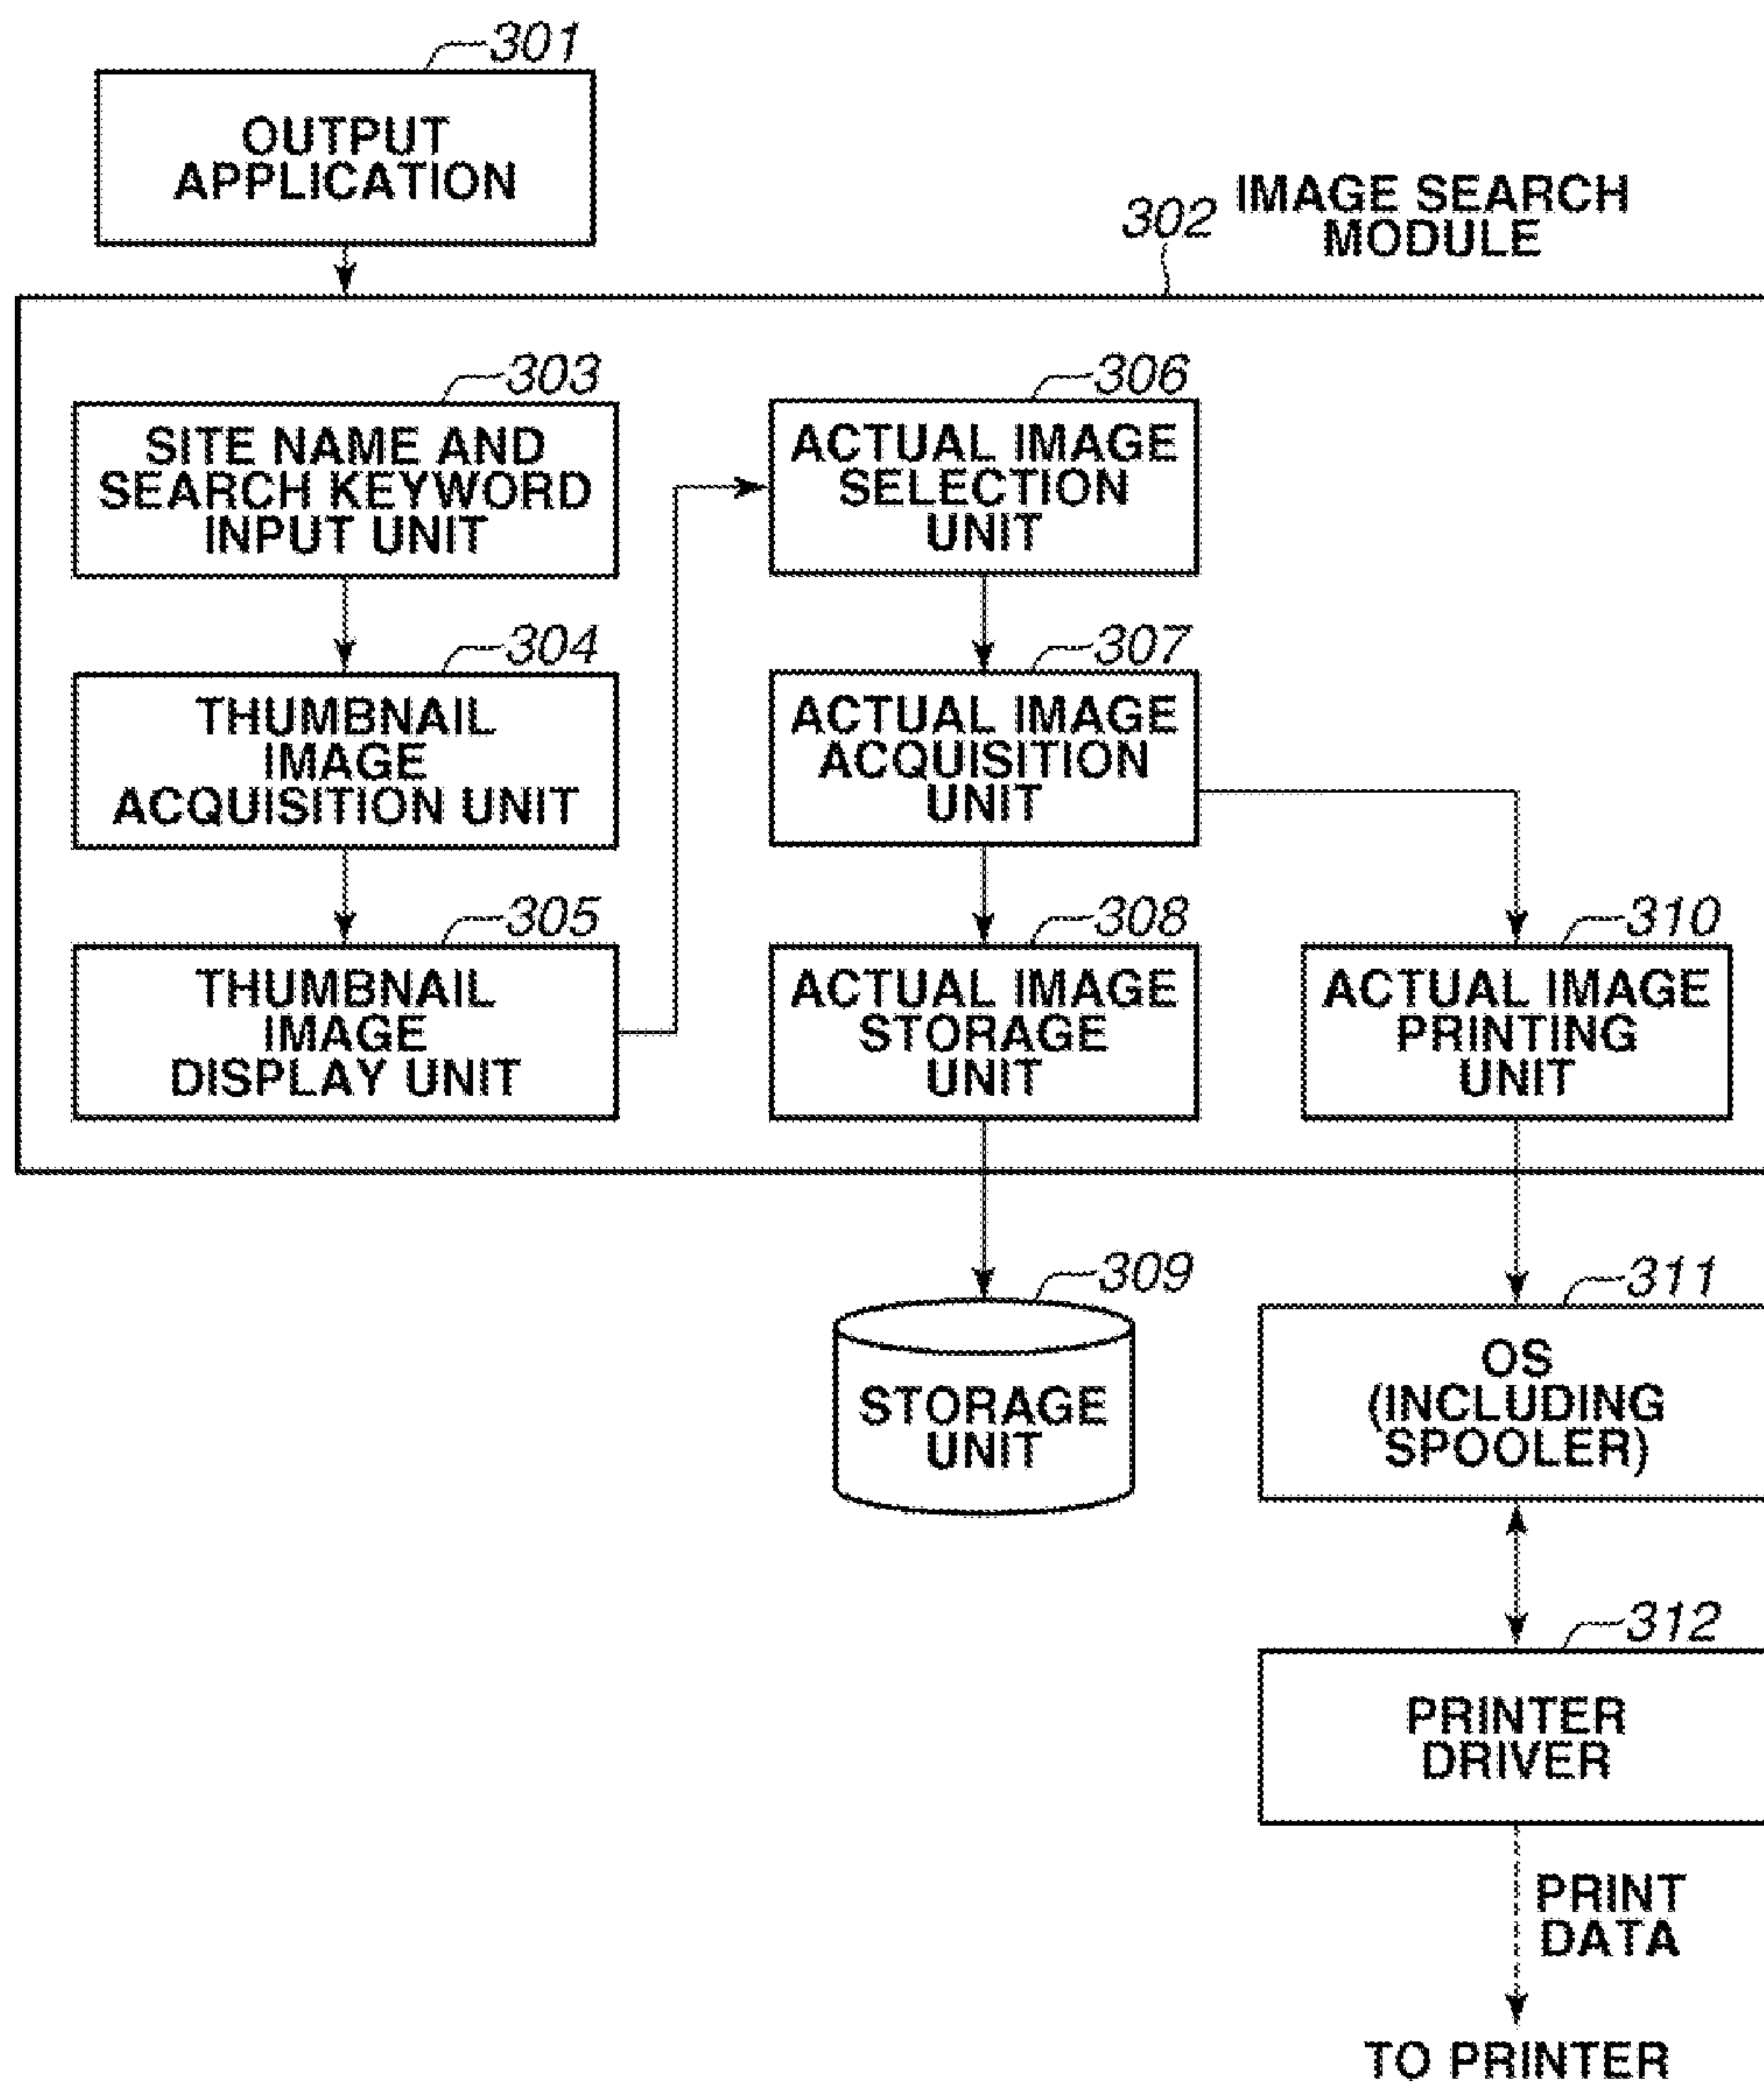 301
OUTPUT
APPLICATION
302
IMAGE SEARCH
MODULE
303
SITE NAME AND
SEARCH KEYWORD
INPUT UNIT
304
THUMBNAIL
IMAGE
ACQUISITION UNIT
305
THUMBNAIL
IMAGE
DISPLAY UNIT
306
ACTUAL IMAGE
SELECTION
UNIT
307
ACTUAL IMAGE
ACQUISITION
UNIT
308
ACTUAL IMAGE
STORAGE
UNIT
310
ACTUAL IMAGE
PRINTING
UNIT
309
STORAGE
UNIT
311
OS
(INCLUDING
SPOOLER)
312
PRINTER
DRIVER
PRINT
DATA
TO PRINTER